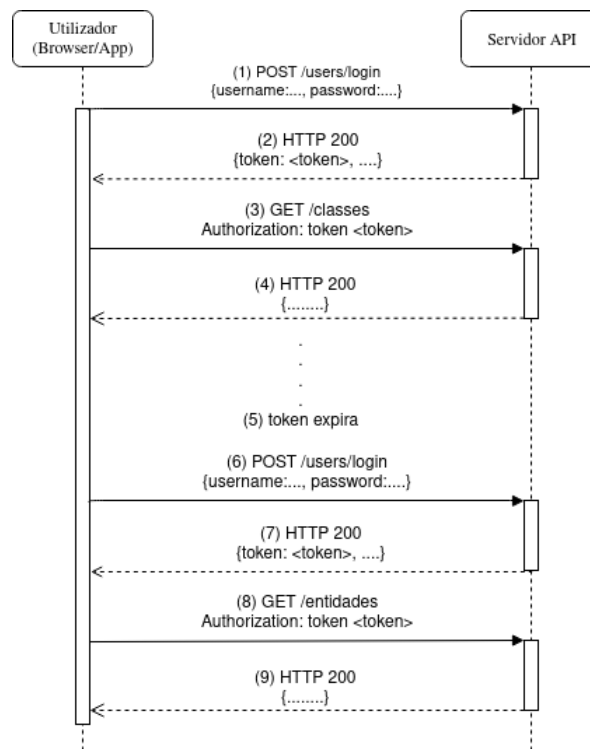 Utilizador
(Browser/App)
Servidor API
(1) POST /users/login
{username:..., password:....}
(2) HTTP 200
{token: <token>, ....}
(3) GET /classes
Authorization: token <token>
(4) HTTP 200
{........}
.
.
.
.
(5) token expira
(6) POST /users/login
{username:..., password:....}
(7) HTTP 200
{token: <token>, ....}
(8) GET /entidades
Authorization: token <token>
(9) HTTP 200
{........}